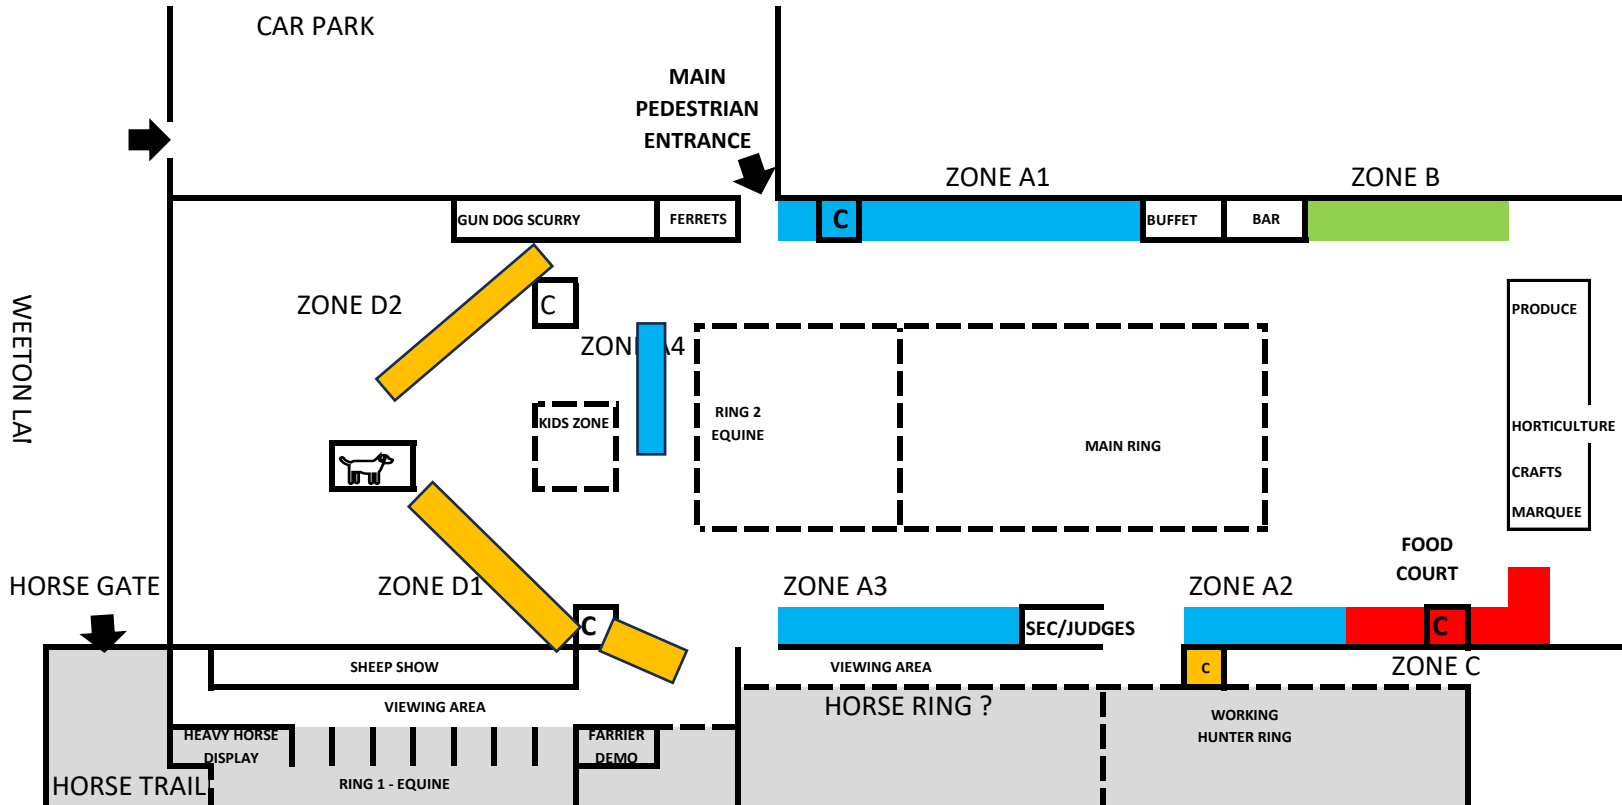 CAR PARK
MAIN
PEDESTRIAN
ENTRANCE
ZONE A1
ZONE B
GUN DOG SCURRY
FERRETS
C
BUFFET
BAR
ZONE D2
C
ZONE A4
PRODUCE
WEETON LAI
KIDS ZONE
RING 2
EQUINE
MAIN RING
HORTICULTURE
CRAFTS
MARQUEE
FOOD
COURT
HORSE GATE
ZONE D1
ZONE A3
ZONE A2
C
SEC/JUDGES
C
SHEEP SHOW
VIEWING AREA
C
ZONE C
VIEWING AREA
HORSE RING ?
WORKING
HUNTER RING
HEAVY HORSE
DISPLAY
FARRIER
DEMO
HORSE TRAIL
RING 1 - EQUINE